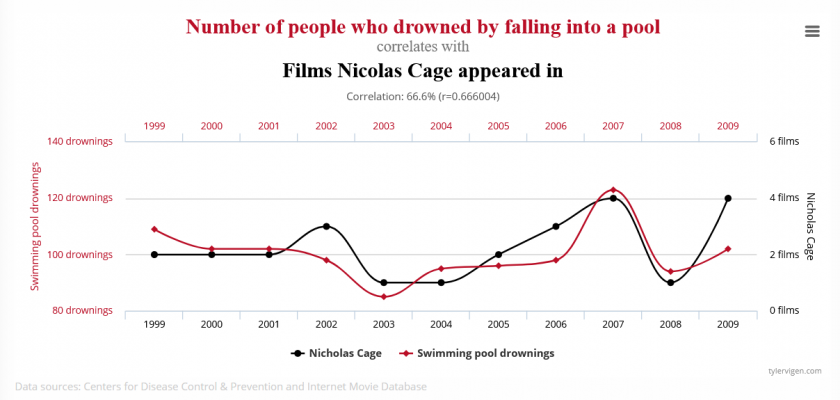 Number of people who drowned by falling into a pool
correlates with
Films Nicolas Cage appeared in
Correlation: 66.6% (r=0.666004)
1999 2000 2001 2002 2003 2004 2005 2006 2007 2008 2009
140 drownings
120 drownings
100 drownings
80 drownings
Swimming pool drownings
6 films
4 films
2 films
0 films
Nicholas Cage
1999 2000 2001 2002 2003 2004 2005 2006 2007 2008 2009
Nicholas Cage Swimming pool drownings
tylervigen.com
Data sources: Centers for Disease Control & Prevention and Internet Movie Database